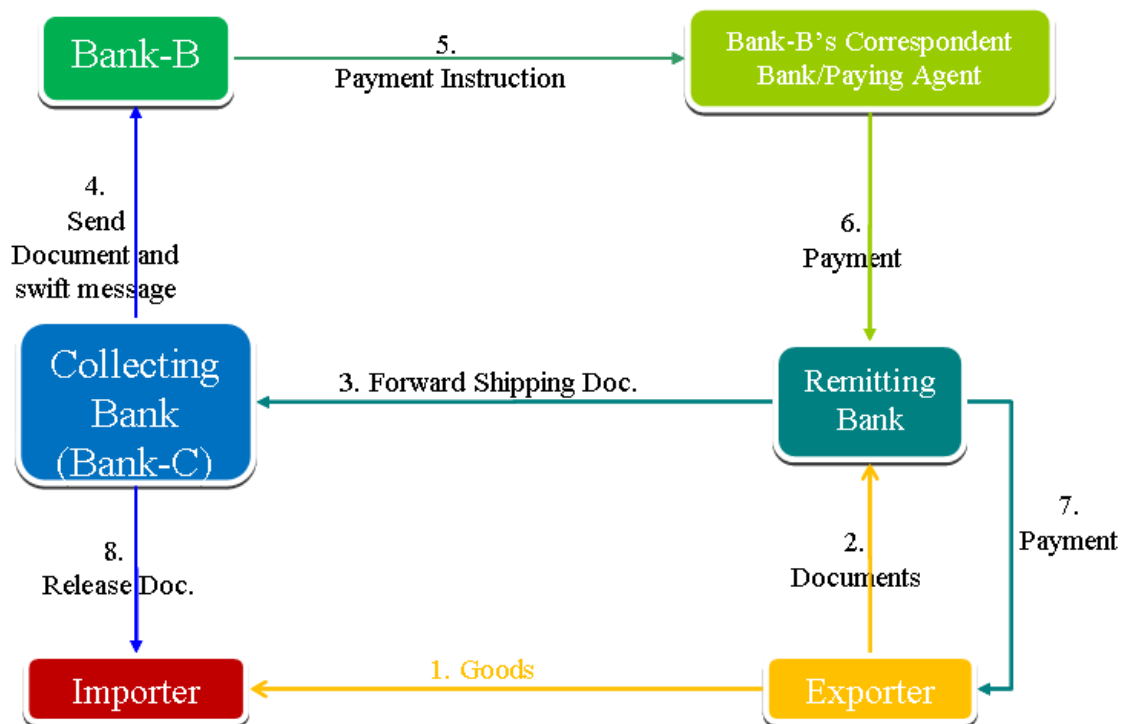 Bank-B
5.
Payment Instruction
Bank-B's Correspondent
Bank/Paying Agent
4.
Send
Document and
swift message
6.
Payment
Collecting
Bank
(Bank-C)
3. Forward Shipping Doc.
Remitting
Bank
8.
Release Doc.
2.
Documents
7.
Payment
Importer
1. Goods
Exporter